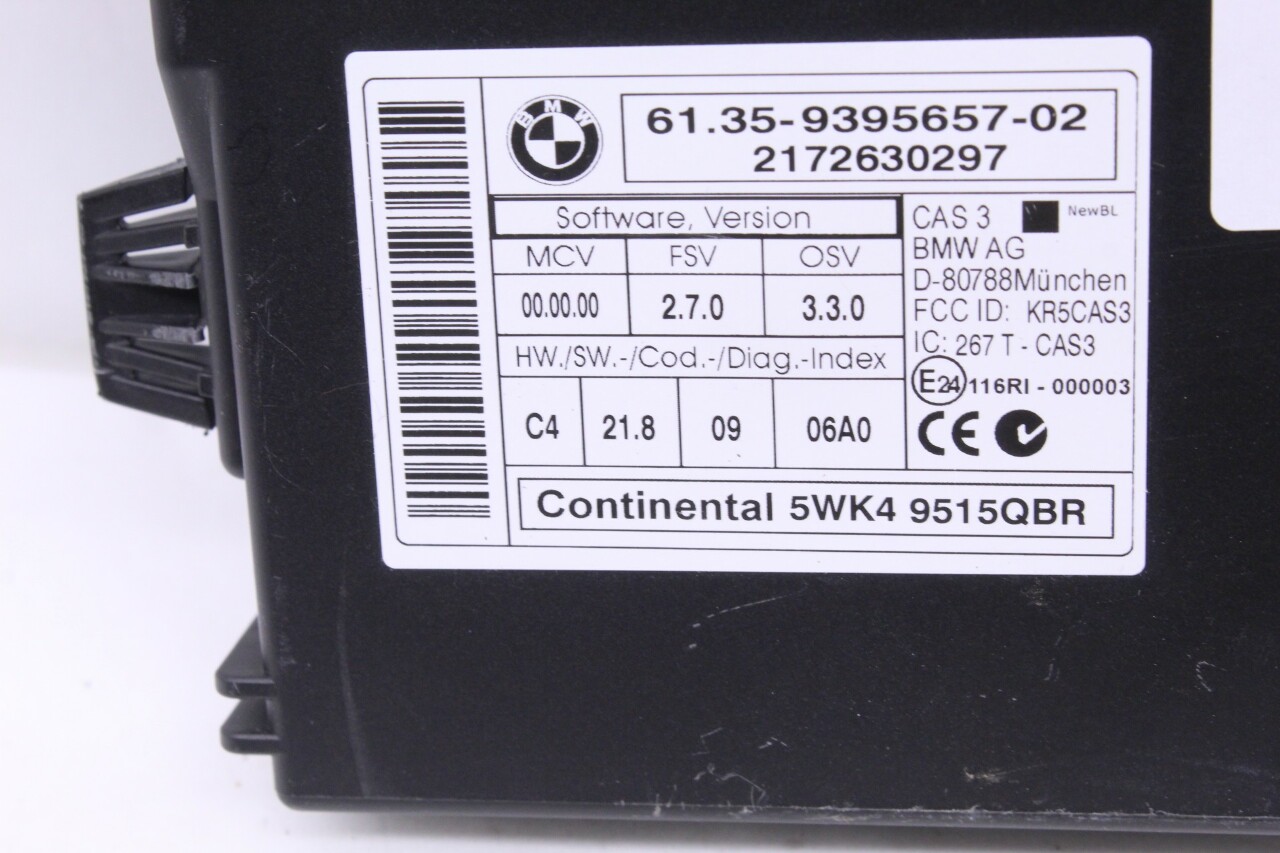 BMW
61.35-9395657-02
2172630297
Software, Version
MCV FSV OSV
00.00.00 2.7.0 3.3.0
HW./SW.-/Cod.-/Diag.-Index
C4 21.8 09 06A0
CAS 3 NewBL
BMW AG
D-80788München
FCC ID: KR5CAS3
IC: 267 T - CAS3
E24 116RI - 000003
CE
Continental 5WK4 9515QBR